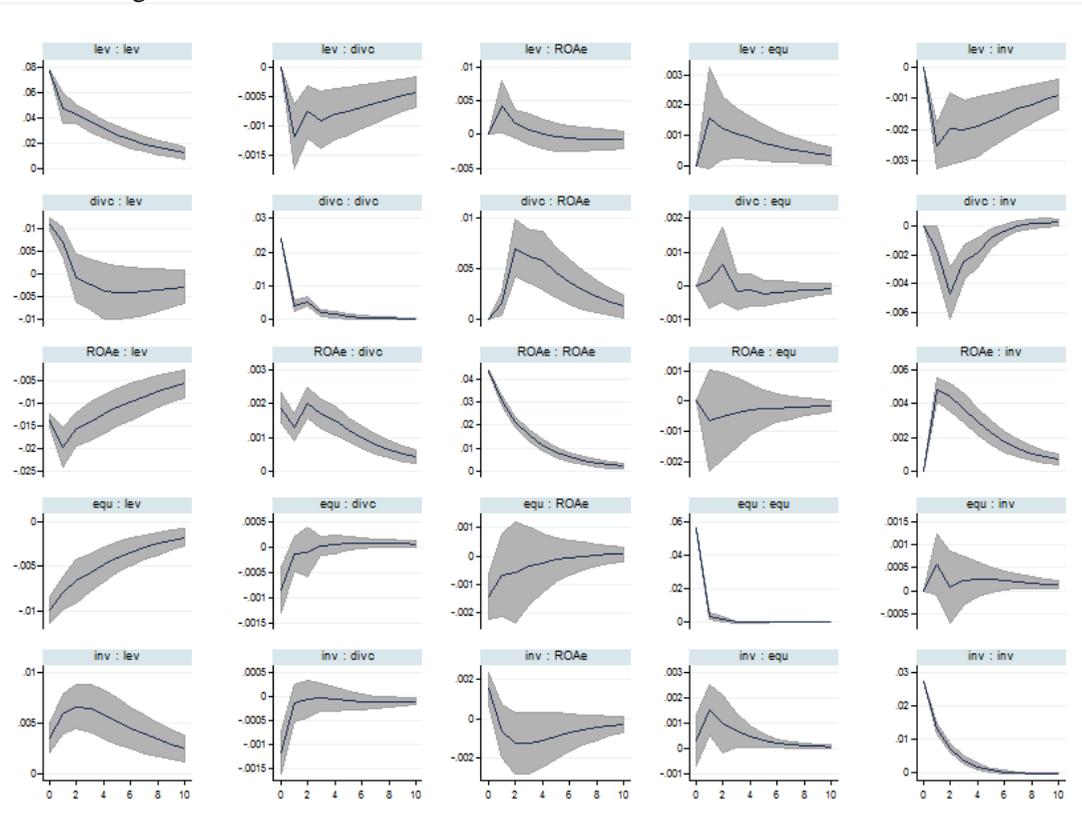 lev : lev lev : divc lev : ROAe lev : equ lev : inv
.08 0 .01 .003 0
.06 -.0005 .005 .002 -.001
.04 -.001 0 .001 -.002
.02 -.0015 -.005 0 -.003
0
divc : lev divc : divc divc : ROAe divc : equ divc : inv
.01 .03 .01 .002 0
.005 .02 .005 .001 -.002
0 .01 0 0 -.004
-.005 0 -.001 -.006
-.01
ROAe : lev ROAe : divc ROAe : ROAe ROAe : equ ROAe : inv
-.005 .003 .04 .001 .006
-.01 .002 .03 0 .004
-.015 .001 .02 -.001 .002
-.02 0 .01 -.002 0
-.025 0
equ : lev equ : divc equ : ROAe equ : equ equ : inv
0 .0005 .001 .06 .0015
-.005 0 0 .04 .001
-.01 -.0005 -.001 .02 .0005
-.001 -.002 0 0
-.0015 -.0005
inv : lev inv : divc inv : ROAe inv : equ inv : inv
.01 .0005 .002 .003 .03
.005 0 0 .002 .02
0 -.0005 -.002 .001 .01
-.001 0 0
-.0015 -.001
0 2 4 6 8 10 0 2 4 6 8 10 0 2 4 6 8 10 0 2 4 6 8 10 0 2 4 6 8 10